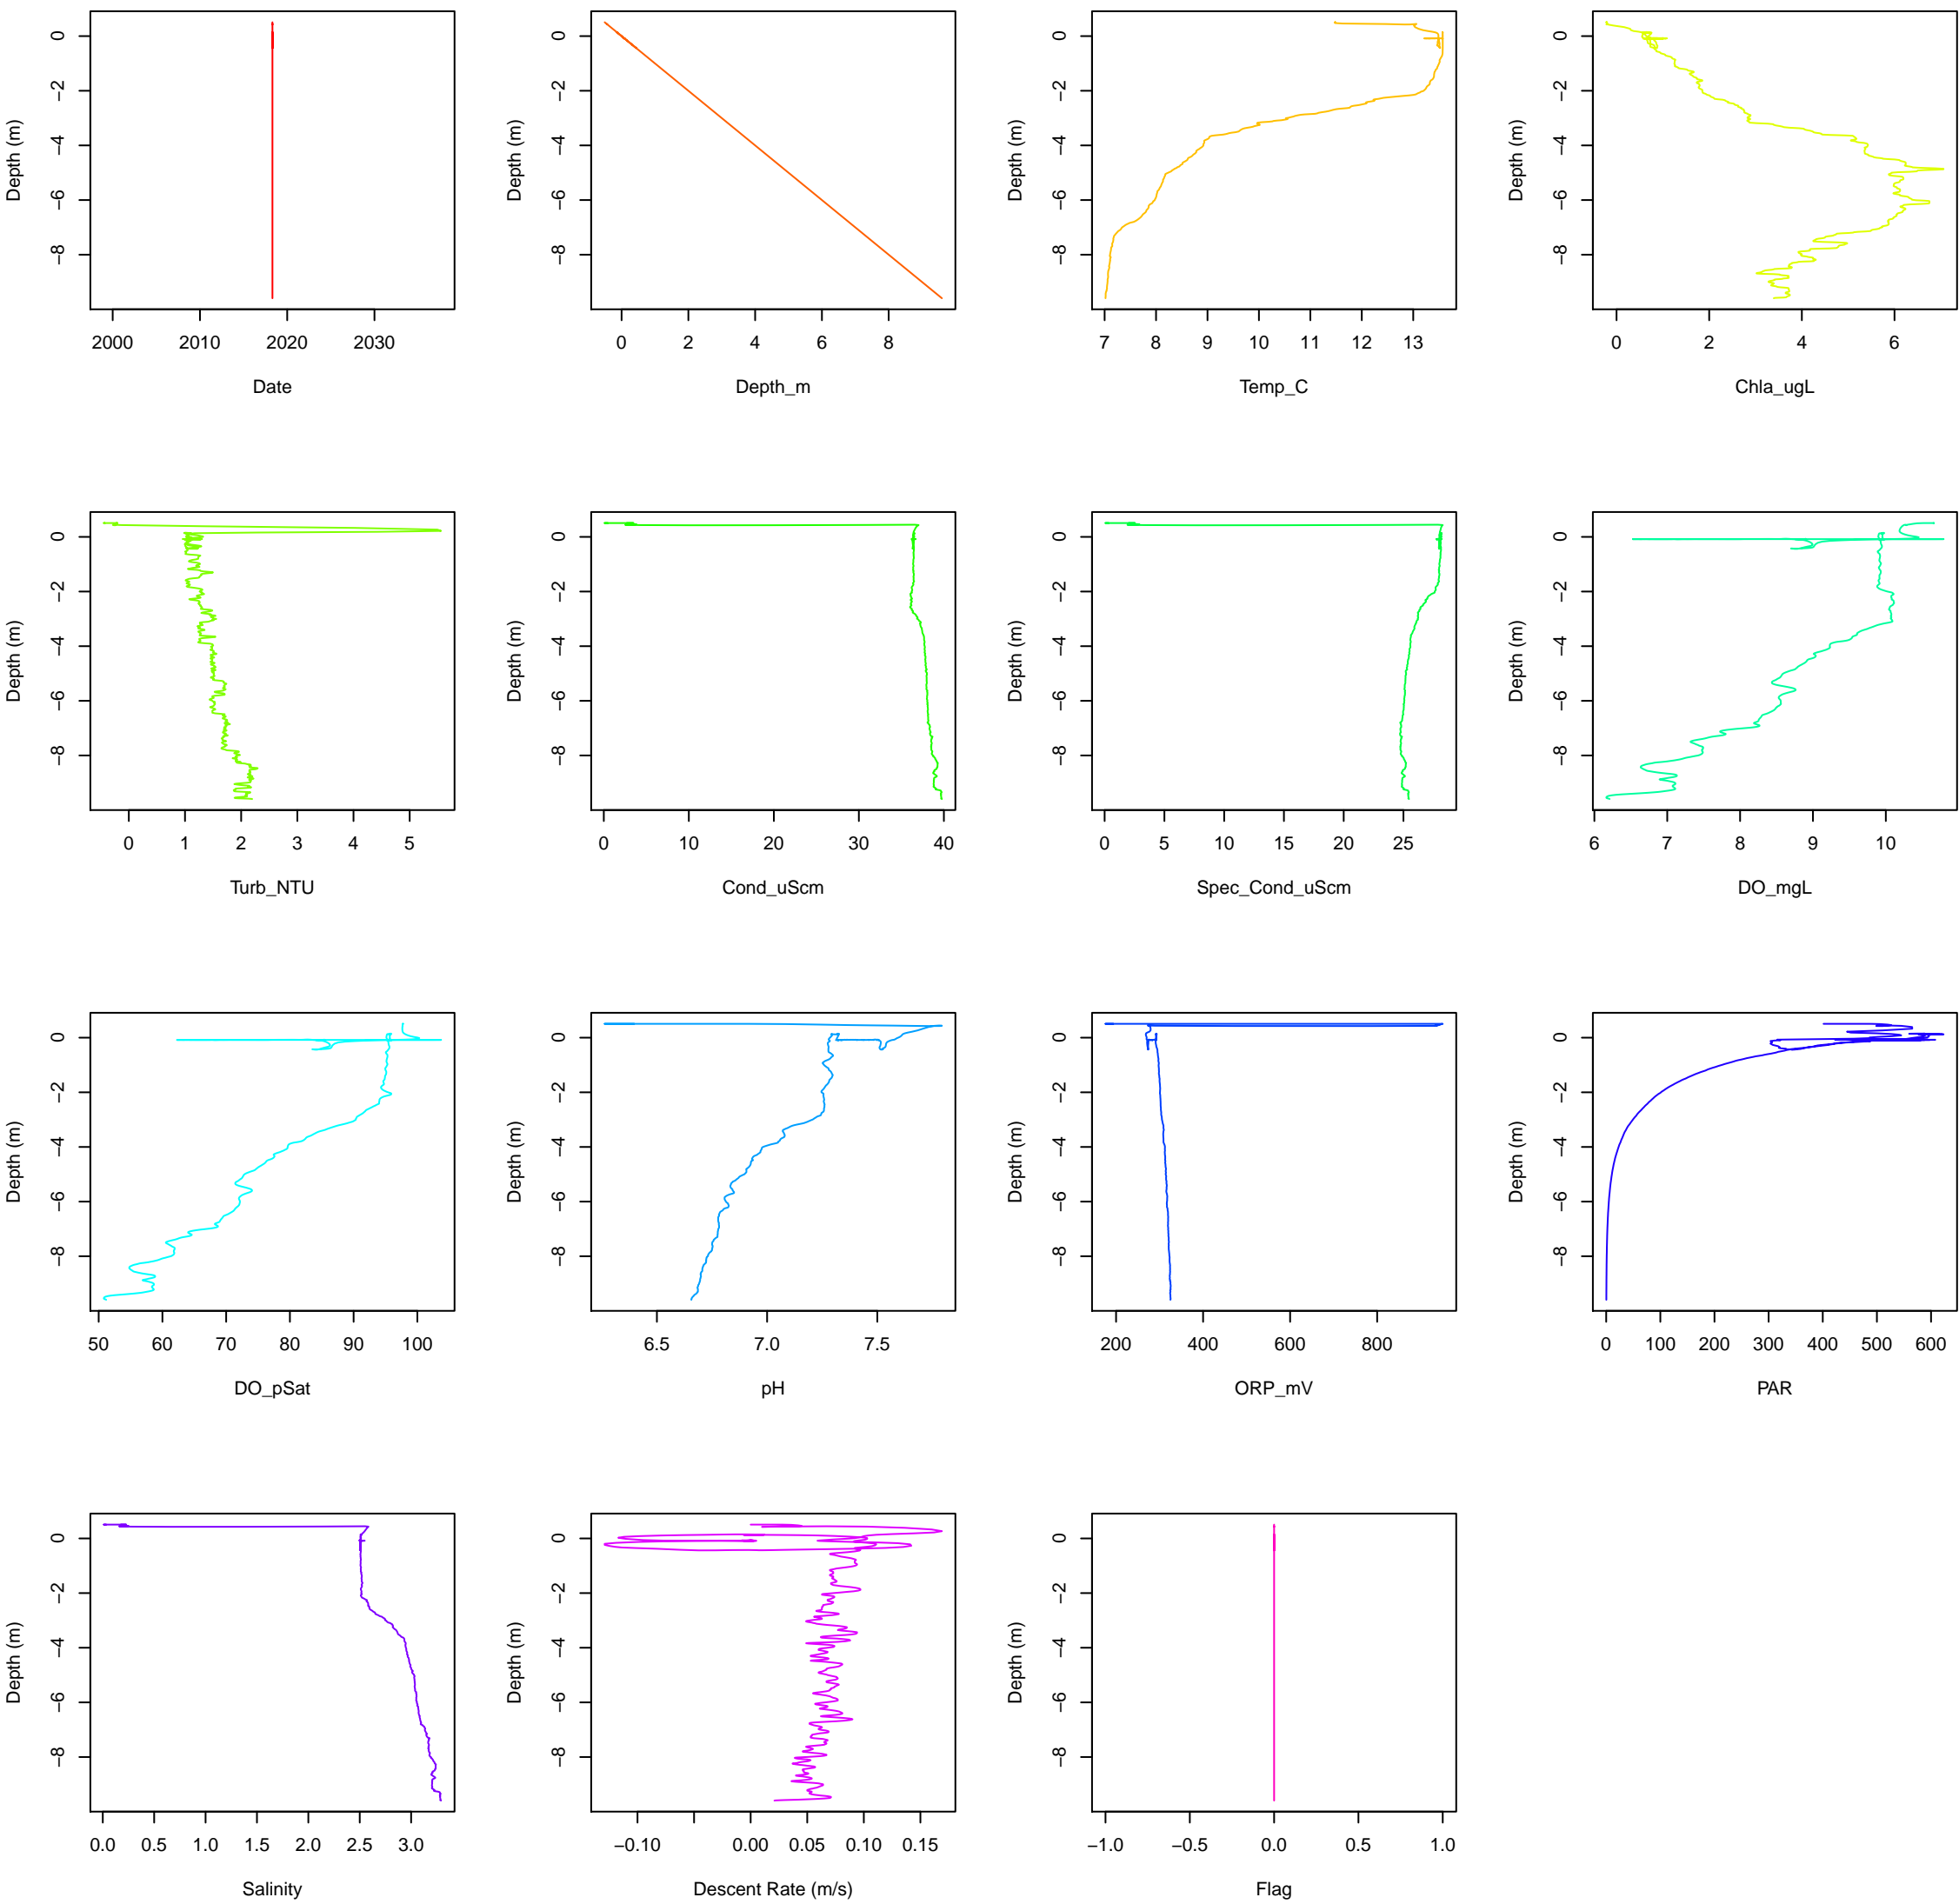 Depth (m)
0
−2
−4
−6
−8
2000 2010 2020 2030
Date
Depth (m)
0
−2
−4
−6
−8
0 2 4 6 8
Depth_m
Depth (m)
0
−2
−4
−6
−8
7 8 9 10 11 12 13
Temp_C
Depth (m)
0
−2
−4
−6
−8
0 2 4 6
Chla_ugL
Depth (m)
0
−2
−4
−6
−8
0 1 2 3 4 5
Turb_NTU
Depth (m)
0
−2
−4
−6
−8
0 10 20 30 40
Cond_uScm
Depth (m)
0
−2
−4
−6
−8
0 5 10 15 20 25
Spec_Cond_uScm
Depth (m)
0
−2
−4
−6
−8
6 7 8 9 10
DO_mgL
Depth (m)
0
−2
−4
−6
−8
50 60 70 80 90 100
DO_pSat
Depth (m)
0
−2
−4
−6
−8
6.5 7.0 7.5
pH
Depth (m)
0
−2
−4
−6
−8
200 400 600 800
ORP_mV
Depth (m)
0
−2
−4
−6
−8
0 100 200 300 400 500 600
PAR
Depth (m)
0
−2
−4
−6
−8
0.0 0.5 1.0 1.5 2.0 2.5 3.0
Salinity
Depth (m)
0
−2
−4
−6
−8
−0.10 0.00 0.05 0.10 0.15
Descent Rate (m/s)
Depth (m)
0
−2
−4
−6
−8
−1.0 −0.5 0.0 0.5 1.0
Flag